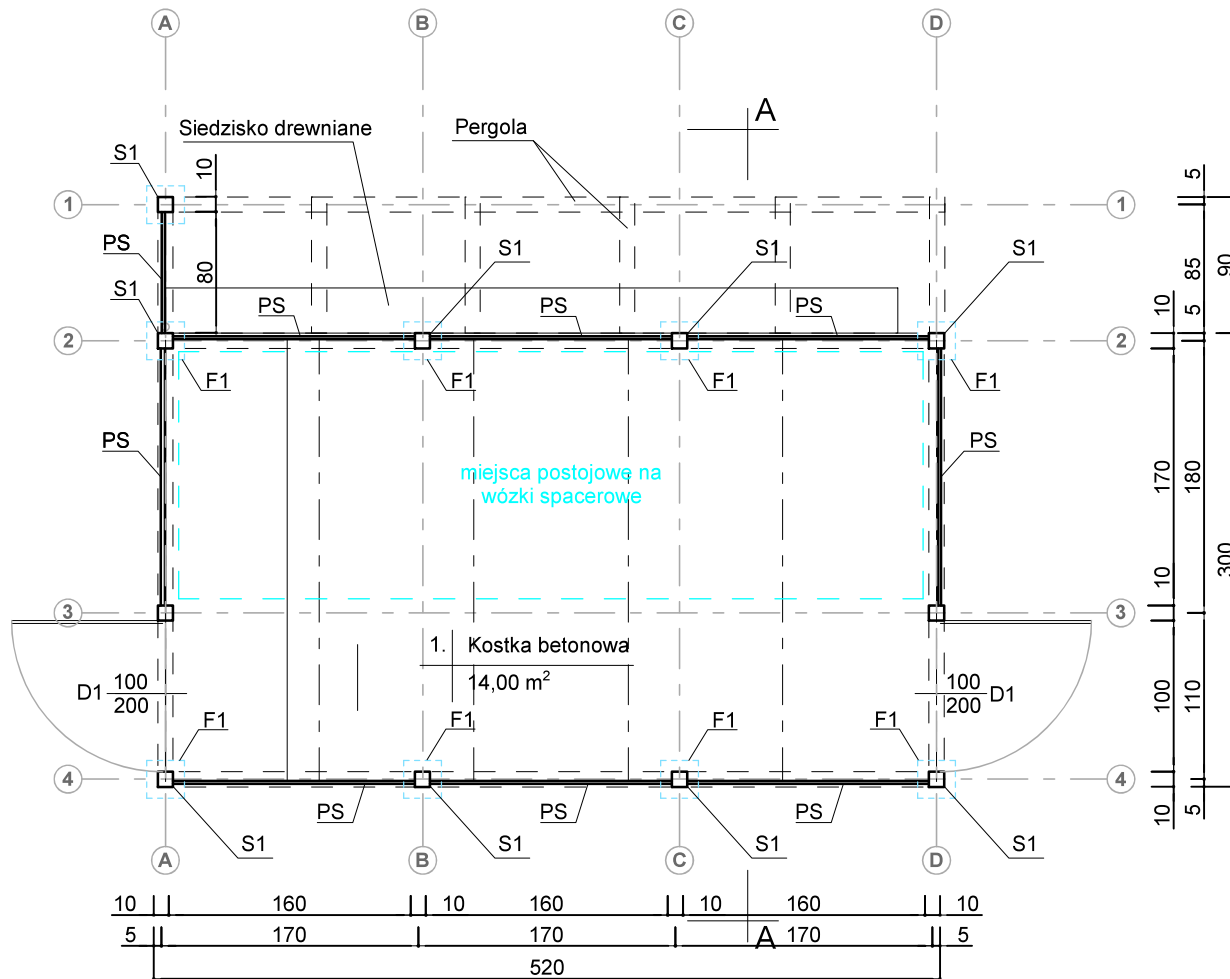 A B C D
A
Siedzisko drewniane
Pergola
S1
10
5
1
1
PS
S1
S1
S1
80
85
90
S1
PS
PS
PS
10
5
2
2
F1
F1
F1
F1
PS
PS
miejsca postojowe na
wózki spacerowe
170
180
300
10
3
3
1. Kostka betonowa
14,00 m²
D1 100
200
100 D1
200
100
110
F1
F1
F1
F1
4
4
PS
PS
PS
10
5
S1
S1
S1
S1
A B C D
10 160 10 160 10 160 10
5 170 170 170 5
A
520